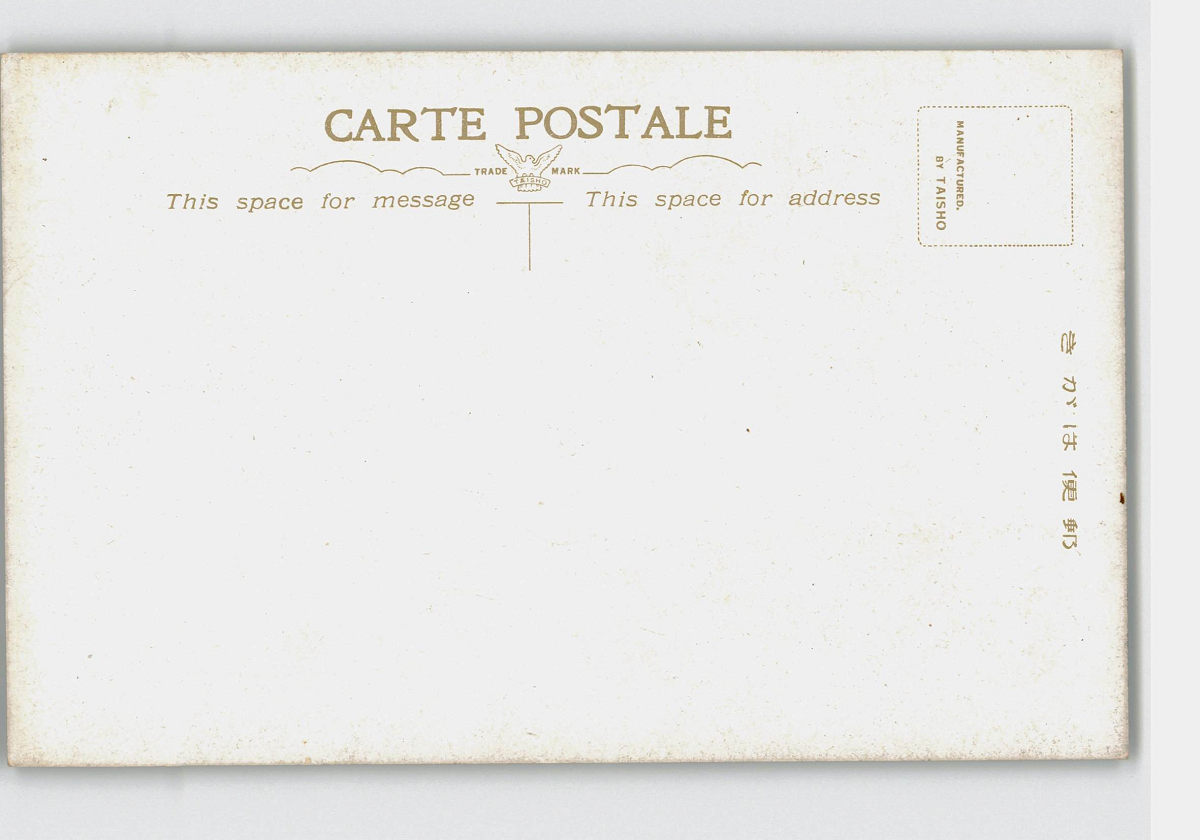 CARTE POSTALE
TRADE MARK
TAISHO
This space for message
This space for address
MANUFACTURED.
BY TAISHO
きがは便郵